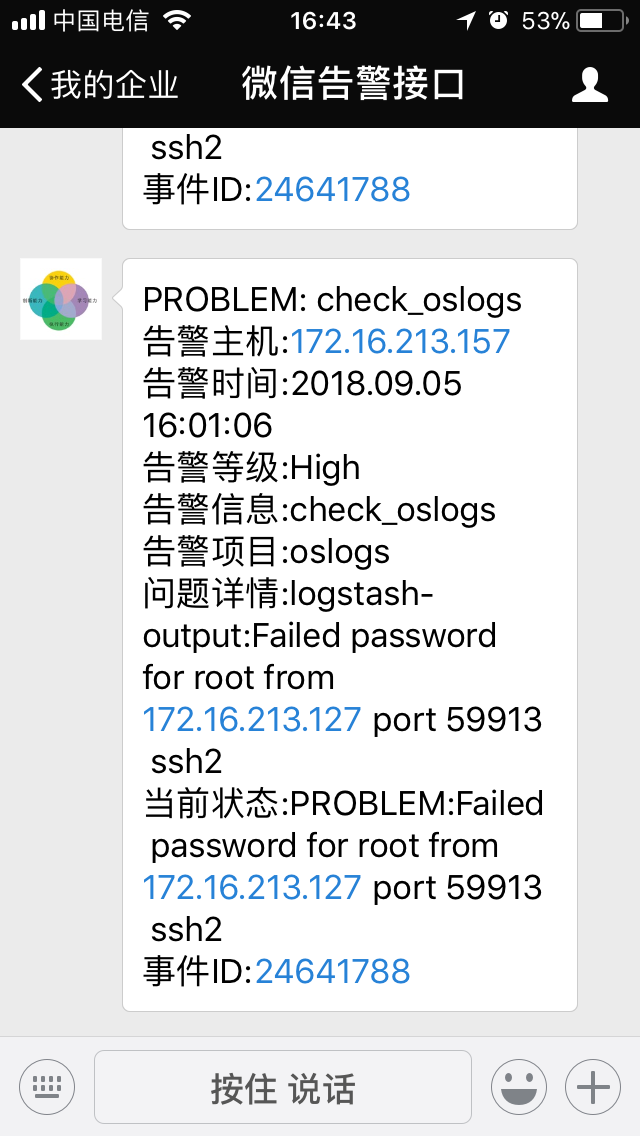 中国电信
16:43
53%
我的企业
微信告警接口
ssh2
事件ID:24641788
PROBLEM: check_oslogs
告警主机:172.16.213.157
告警时间:2018.09.05
16:01:06
告警等级:High
告警信息:check_oslogs
告警项目:oslogs
问题详情:logstash-
output:Failed password
for root from
172.16.213.127 port 59913
ssh2
当前状态:PROBLEM:Failed
password for root from
172.16.213.127 port 59913
ssh2
事件ID:24641788
按住 说话